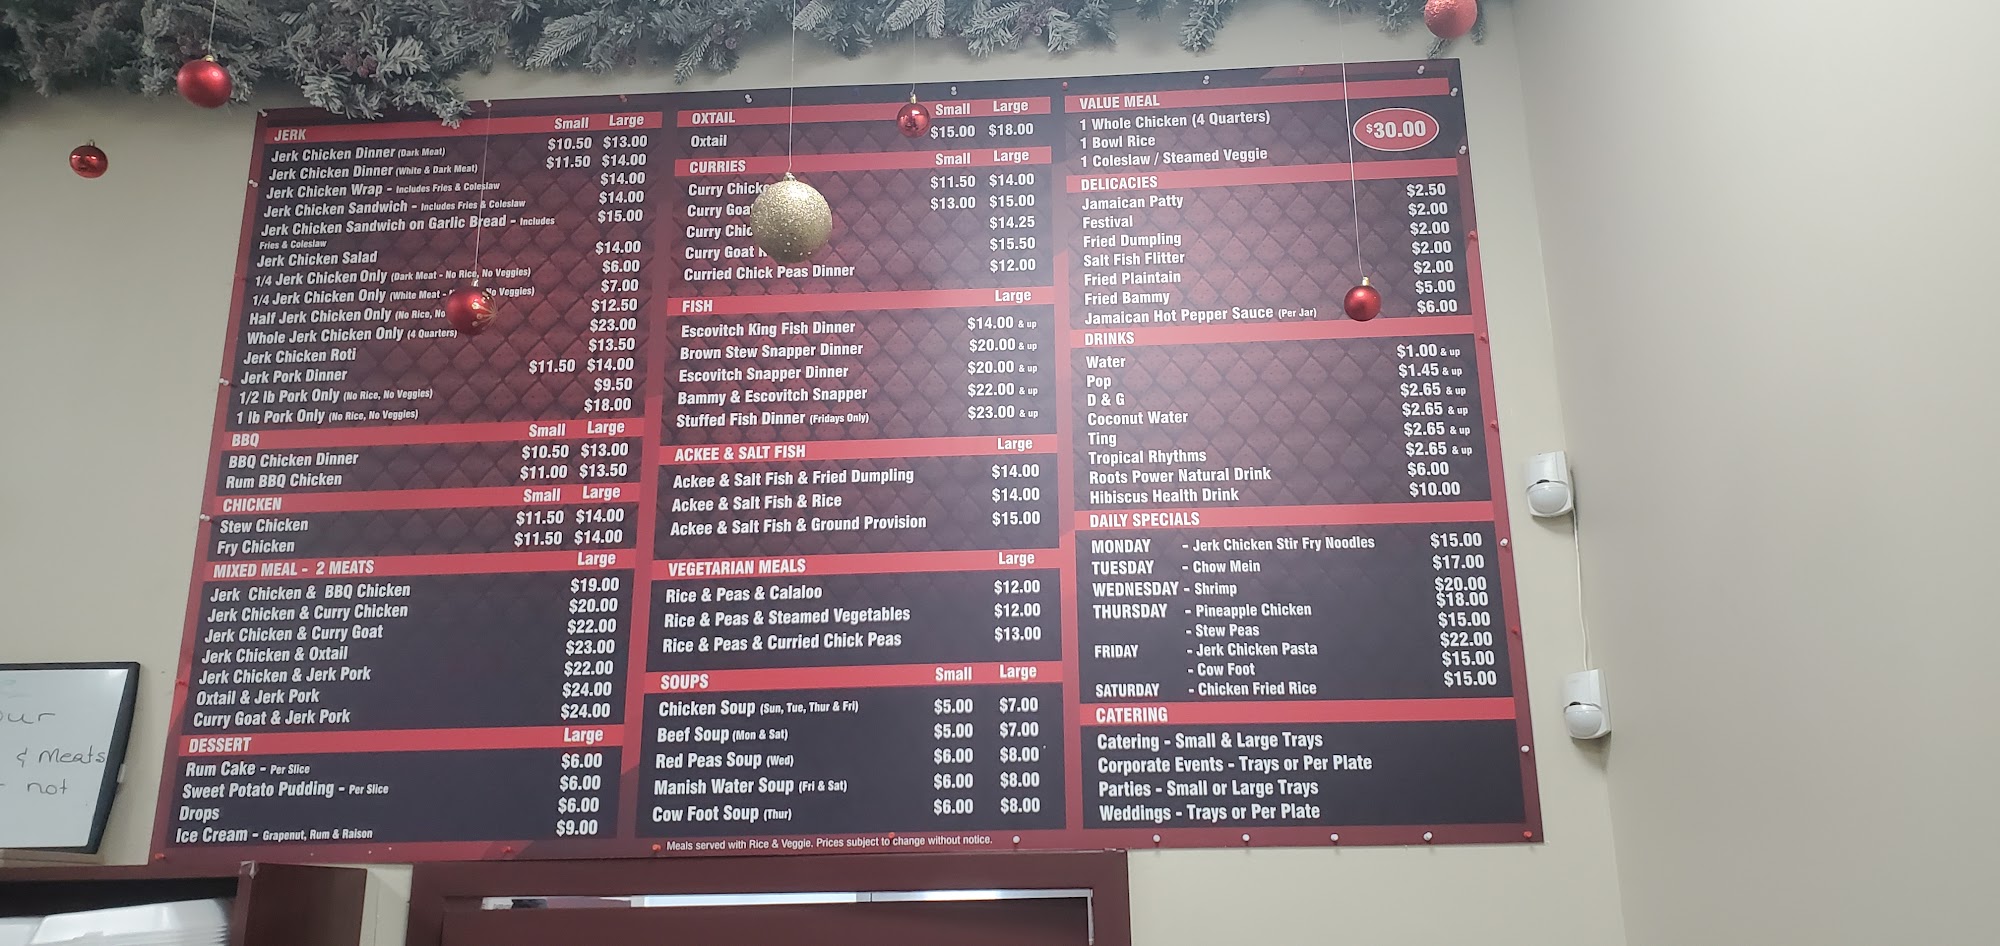 JERK Small Large
Jerk Chicken Dinner (Dark Meat) $10.50 $13.00
Jerk Chicken Dinner (White & Dark Meat) $11.50 $14.00
Jerk Chicken Wrap - Includes Fries & Coleslaw $14.00
Jerk Chicken Sandwich - Includes Fries & Coleslaw $14.00
Jerk Chicken Sandwich on Garlic Bread - Includes $15.00
Fries & Coleslaw
Jerk Chicken Salad $14.00
1/4 Jerk Chicken Only (Dark Meat - No Rice, No Veggies) $6.00
1/4 Jerk Chicken Only (White Meat - No Veggies) $7.00
Half Jerk Chicken Only (No Rice, No $12.50
Whole Jerk Chicken Only (4 Quarters) $23.00
Jerk Chicken Roti $13.50
Jerk Pork Dinner $11.50 $14.00
1/2 lb Pork Only (No Rice, No Veggies) $9.50
1 lb Pork Only (No Rice, No Veggies) $18.00
BBQ Small Large
BBQ Chicken Dinner $10.50 $13.00
Rum BBQ Chicken $11.00 $13.50
CHICKEN Small Large
Stew Chicken $11.50 $14.00
Fry Chicken $11.50 $14.00
MIXED MEAL - 2 MEATS Large
Jerk Chicken & BBQ Chicken $19.00
Jerk Chicken & Curry Chicken $20.00
Jerk Chicken & Curry Goat $22.00
Jerk Chicken & Oxtail $23.00
Jerk Chicken & Jerk Pork $22.00
Oxtail & Jerk Pork $24.00
Curry Goat & Jerk Pork $24.00
DESSERT Large
Rum Cake - Per Slice $6.00
Sweet Potato Pudding - Per Slice $6.00
Drops $6.00
Ice Cream - Grapenut, Rum & Raison $9.00
OXTAIL Small Large
Oxtail $15.00 $18.00
CURRIES Small Large
Curry $11.50 $14.00
Curry $13.00 $15.00
Curry $14.25
Curry Goat $15.50
Curried Chick Peas Dinner $12.00
FISH Large
Escovitch King Fish Dinner $14.00 & up
Brown Stew Snapper Dinner $20.00 & up
Escovitch Snapper Dinner $20.00 & up
Bammy & Escovitch Snapper $22.00 & up
Stuffed Fish Dinner (Fridays Only) $23.00 & up
ACKEE & SALT FISH Large
Ackee & Salt Fish & Fried Dumpling $14.00
Ackee & Salt Fish & Rice $14.00
Ackee & Salt Fish & Ground Provision $15.00
VEGETARIAN MEALS Large
Rice & Peas & Calaloo $12.00
Rice & Peas & Steamed Vegetables $12.00
Rice & Peas & Curried Chick Peas $13.00
SOUPS Small Large
Chicken Soup (Sun, Tue, Thur & Fri) $5.00 $7.00
Beef Soup (Mon & Sat) $5.00 $7.00
Red Peas Soup (Wed) $6.00 $8.00
Manish Water Soup (Fri & Sat) $6.00 $8.00
Cow Foot Soup (Thur) $6.00 $8.00
Meals served with Rice & Veggie. Prices subject to change without notice.
VALUE MEAL
1 Whole Chicken (4 Quarters)
1 Bowl Rice
1 Coleslaw / Steamed Veggie
$30.00
DELICACIES
Jamaican Patty $2.50
Festival $2.00
Fried Dumpling $2.00
Salt Fish Flitter $2.00
Fried Plaintain $2.00
Fried Bammy $5.00
Jamaican Hot Pepper Sauce (Per Jar) $6.00
DRINKS
Water $1.00 & up
Pop $1.45 & up
D & G $2.65 & up
Coconut Water $2.65 & up
Ting $2.65 & up
Tropical Rhythms $2.65 & up
Roots Power Natural Drink $6.00
Hibiscus Health Drink $10.00
DAILY SPECIALS
MONDAY - Jerk Chicken Stir Fry Noodles $15.00
TUESDAY - Chow Mein $17.00
WEDNESDAY - Shrimp $20.00
THURSDAY - Pineapple Chicken $18.00
- Stew Peas $15.00
FRIDAY - Jerk Chicken Pasta $22.00
- Cow Foot $15.00
SATURDAY - Chicken Fried Rice $15.00
CATERING
Catering - Small & Large Trays
Corporate Events - Trays or Per Plate
Parties - Small or Large Trays
Weddings - Trays or Per Plate
& Meats
not